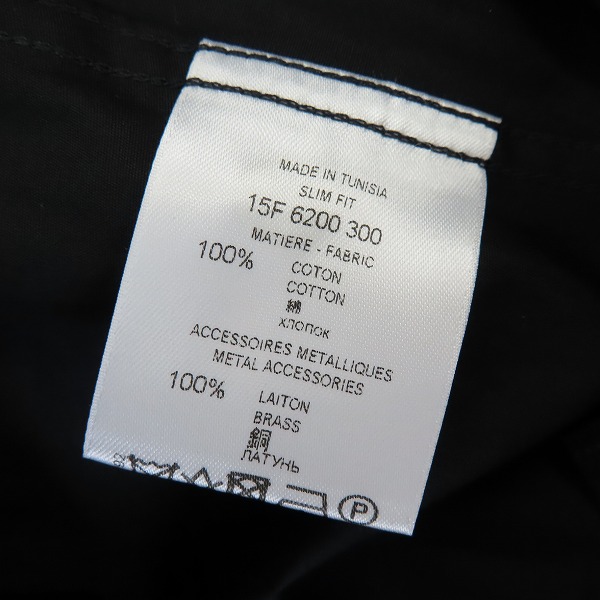 MADE IN TUNISIA
SLIM FIT
15F 6200 300
MATIERE - FABRIC
100% COTON
COTTON
綿
ХЛОПОК
ACCESSOIRES METALLIQUES
METAL ACCESSORIES
100% LAITON
BRASS
銅
ЛАТУНЬ
P